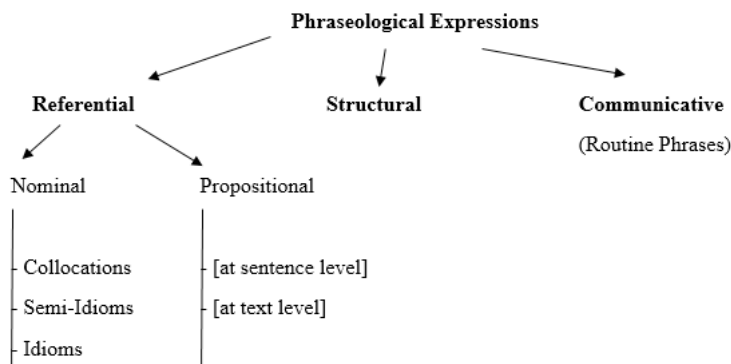 Phraseological Expressions
Referential Structural Communicative
(Routine Phrases)
Nominal Propositional
- Collocations - [at sentence level]
- Semi-Idioms - [at text level]
- Idioms